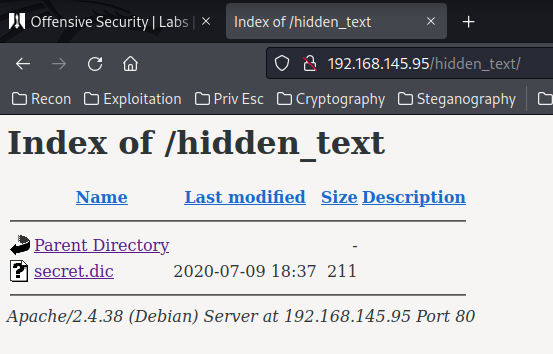 Offensive Security | Labs
Index of /hidden_text
192.168.145.95/hidden_text/
Recon
Exploitation
Priv Esc
Cryptography
Steganography
Index of /hidden_text
Name Last modified Size Description
Parent Directory -
secret.dic 2020-07-09 18:37 211
Apache/2.4.38 (Debian) Server at 192.168.145.95 Port 80